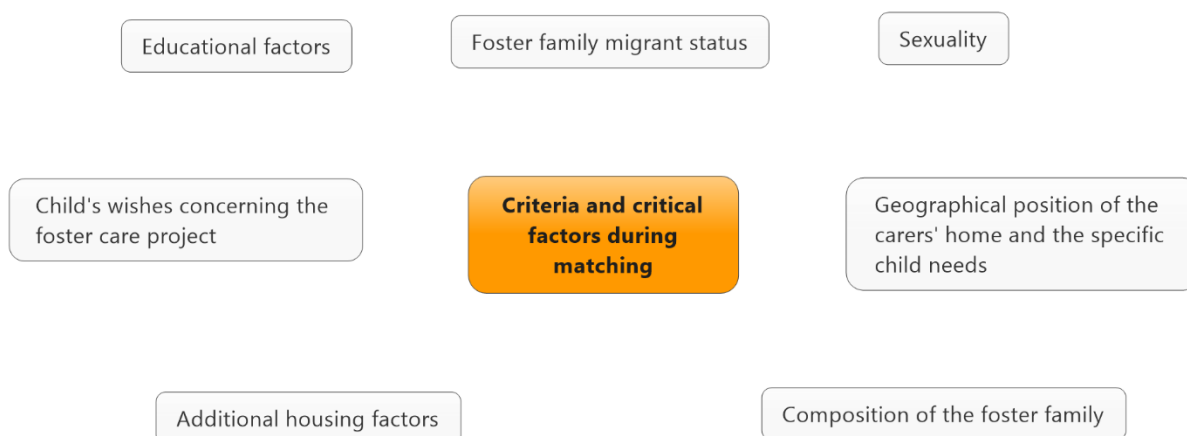 Educational factors
Foster family migrant status
Sexuality
Child's wishes concerning the
foster care project
Criteria and critical
factors during
matching
Geographical position of the
carers' home and the specific
child needs
Additional housing factors
Composition of the foster family